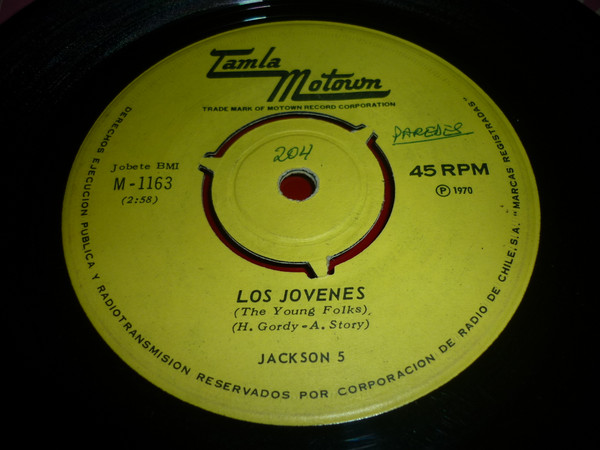 Tamla
Motown
TRADE MARK OF MOTOWN RECORD CORPORATION
204
PAREDES
Jobete BMI
M-1163
(2:58)
45 RPM
Ⓟ 1970
LOS JOVENES
(The Young Folks)
(H. Gordy - A. Story)
JACKSON 5
DERECHOS EJECUCION PUBLICA Y RADIOTRANSMISION RESERVADOS POR CORPORACION DE RADIO DE CHILE, S.A. "MARCAS REGISTRADAS"